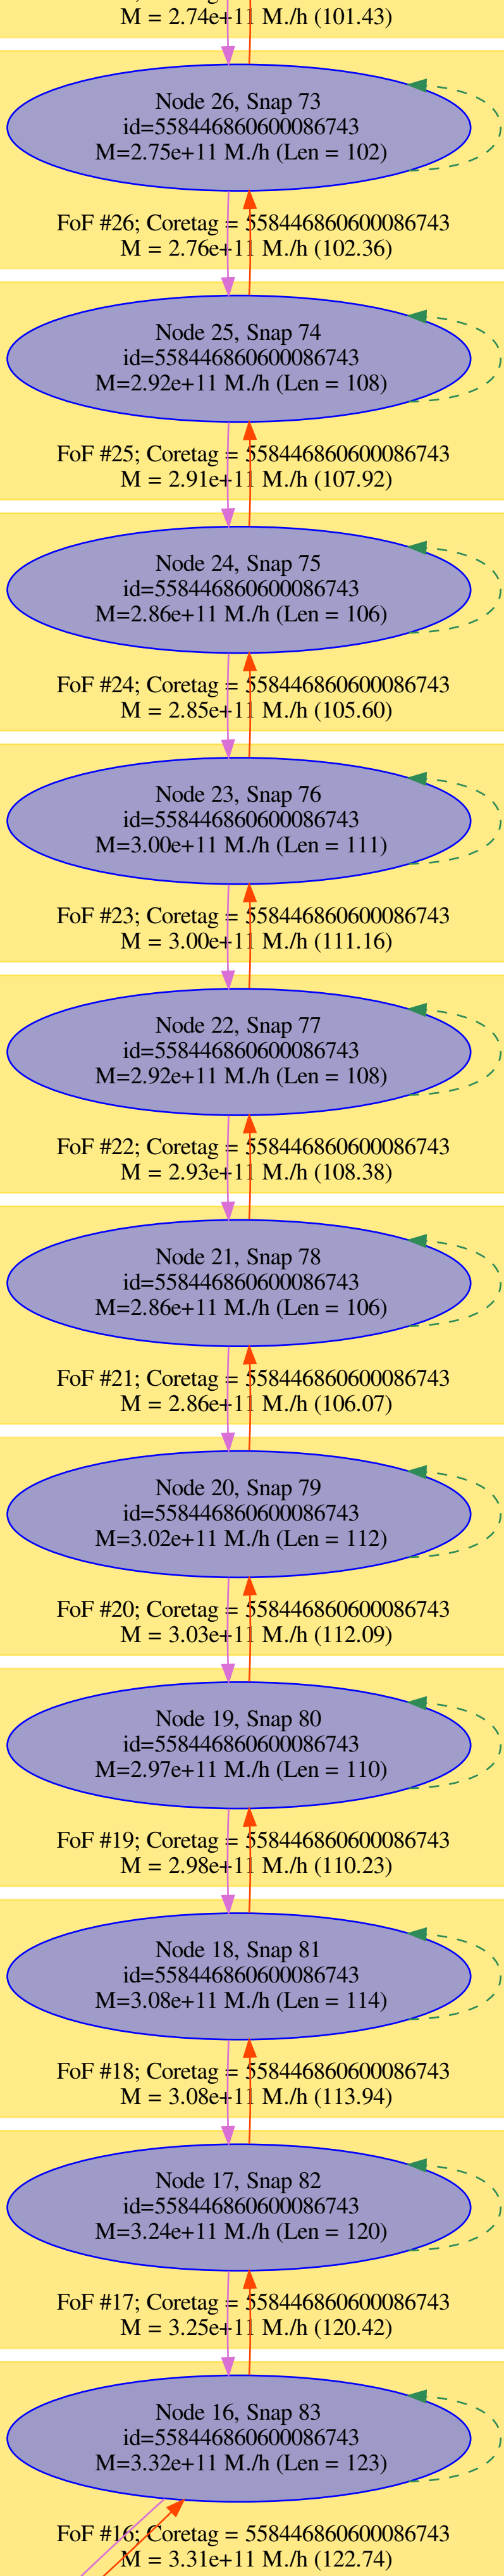 M = 2.74e+11 M./h (101.43)
Node 26, Snap 73
id=558446860600086743
M=2.75e+11 M./h (Len = 102)
FoF #26; Coretag = 558446860600086743
M = 2.76e+11 M./h (102.36)
Node 25, Snap 74
id=558446860600086743
M=2.92e+11 M./h (Len = 108)
FoF #25; Coretag = 558446860600086743
M = 2.91e+11 M./h (107.92)
Node 24, Snap 75
id=558446860600086743
M=2.86e+11 M./h (Len = 106)
FoF #24; Coretag = 558446860600086743
M = 2.85e+11 M./h (105.60)
Node 23, Snap 76
id=558446860600086743
M=3.00e+11 M./h (Len = 111)
FoF #23; Coretag = 558446860600086743
M = 3.00e+11 M./h (111.16)
Node 22, Snap 77
id=558446860600086743
M=2.92e+11 M./h (Len = 108)
FoF #22; Coretag = 558446860600086743
M = 2.93e+11 M./h (108.38)
Node 21, Snap 78
id=558446860600086743
M=2.86e+11 M./h (Len = 106)
FoF #21; Coretag = 558446860600086743
M = 2.86e+11 M./h (106.07)
Node 20, Snap 79
id=558446860600086743
M=3.02e+11 M./h (Len = 112)
FoF #20; Coretag = 558446860600086743
M = 3.03e+11 M./h (112.09)
Node 19, Snap 80
id=558446860600086743
M=2.97e+11 M./h (Len = 110)
FoF #19; Coretag = 558446860600086743
M = 2.98e+11 M./h (110.23)
Node 18, Snap 81
id=558446860600086743
M=3.08e+11 M./h (Len = 114)
FoF #18; Coretag = 558446860600086743
M = 3.08e+11 M./h (113.94)
Node 17, Snap 82
id=558446860600086743
M=3.24e+11 M./h (Len = 120)
FoF #17; Coretag = 558446860600086743
M = 3.25e+11 M./h (120.42)
Node 16, Snap 83
id=558446860600086743
M=3.32e+11 M./h (Len = 123)
FoF #16; Coretag = 558446860600086743
M = 3.31e+11 M./h (122.74)